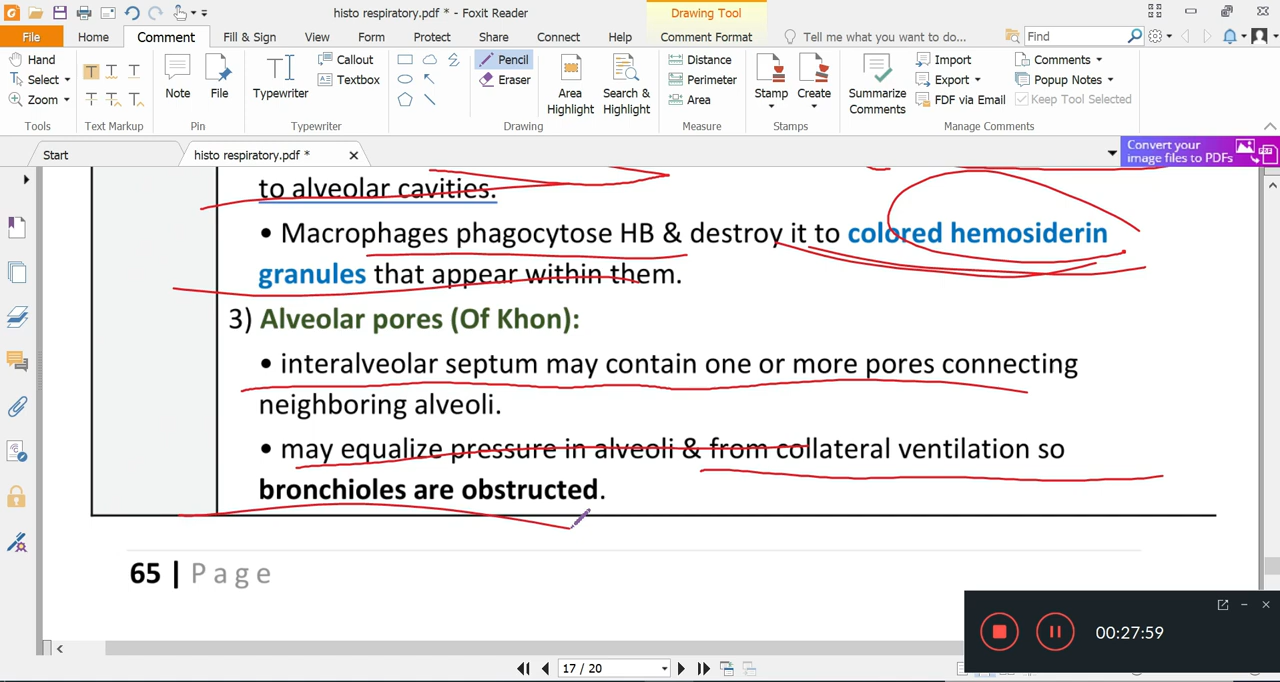 histo respiratory.pdf * - Foxit Reader
Drawing Tool
File Home Comment Fill & Sign View Form Protect Share Connect Help Comment Format Tell me what you want to do... Find
Hand
Select
Zoom
Tools
T T T
T T T
Text Markup
Note
File
Pin
Typewriter
Callout
Textbox
Typewriter
Pencil
Eraser
Area Highlight
Search & Highlight
Drawing
Distance
Perimeter
Area
Measure
Stamp
Create
Stamps
Summarize Comments
Import
Export
FDF via Email
Comments
Popup Notes
Keep Tool Selected
Manage Comments
Start
histo respiratory.pdf *
Convert your
image files to PDFs
to alveolar cavities.
• Macrophages phagocytose HB & destroy it to colored hemosiderin
granules that appear within them.
3) Alveolar pores (Of Khon):
• interalveolar septum may contain one or more pores connecting
neighboring alveoli.
• may equalize pressure in alveoli & from collateral ventilation so
bronchioles are obstructed.
65 | P a g e
00:27:59
17 / 20